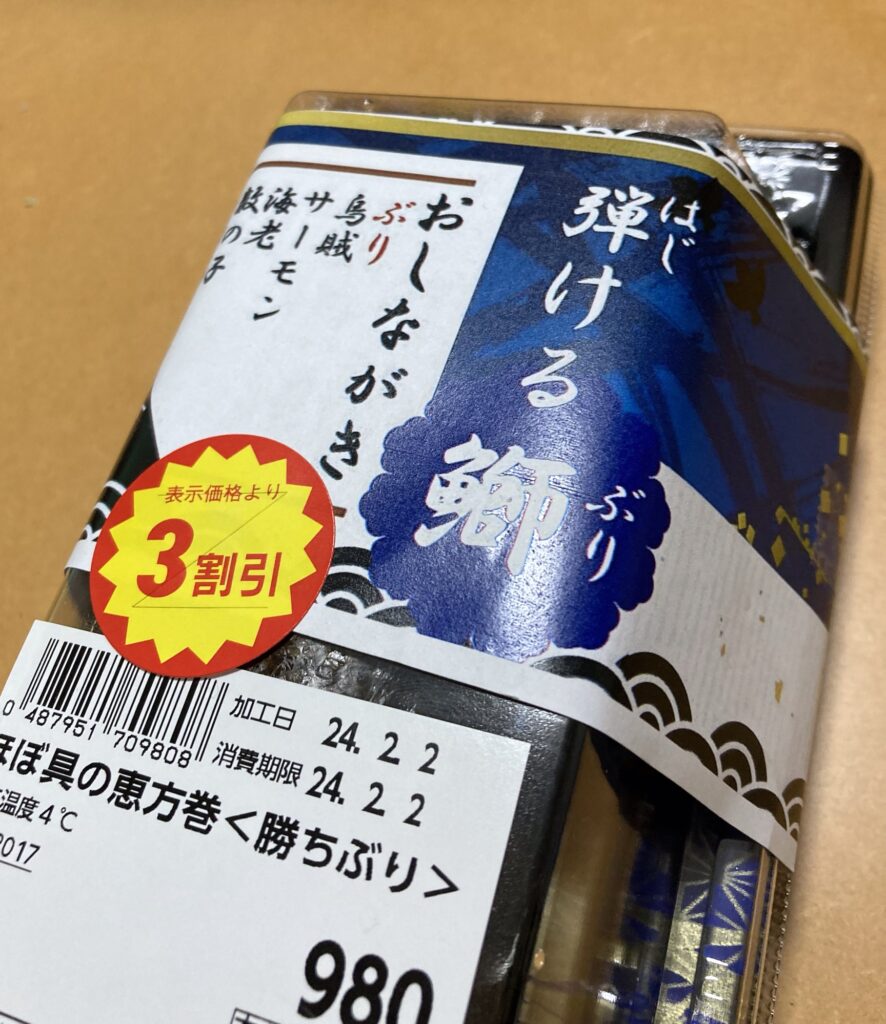 はじ
弾ける
鰤
ぶり
おしながき
ぶり
烏賊
サーモン
海老
数の子
表示価格より
3割引
0 487951 709808
加工日 24. 2 2
消費期限 24. 2 2
ほぼ具の恵方巻<勝ちぶり>
温度4℃
2017
980